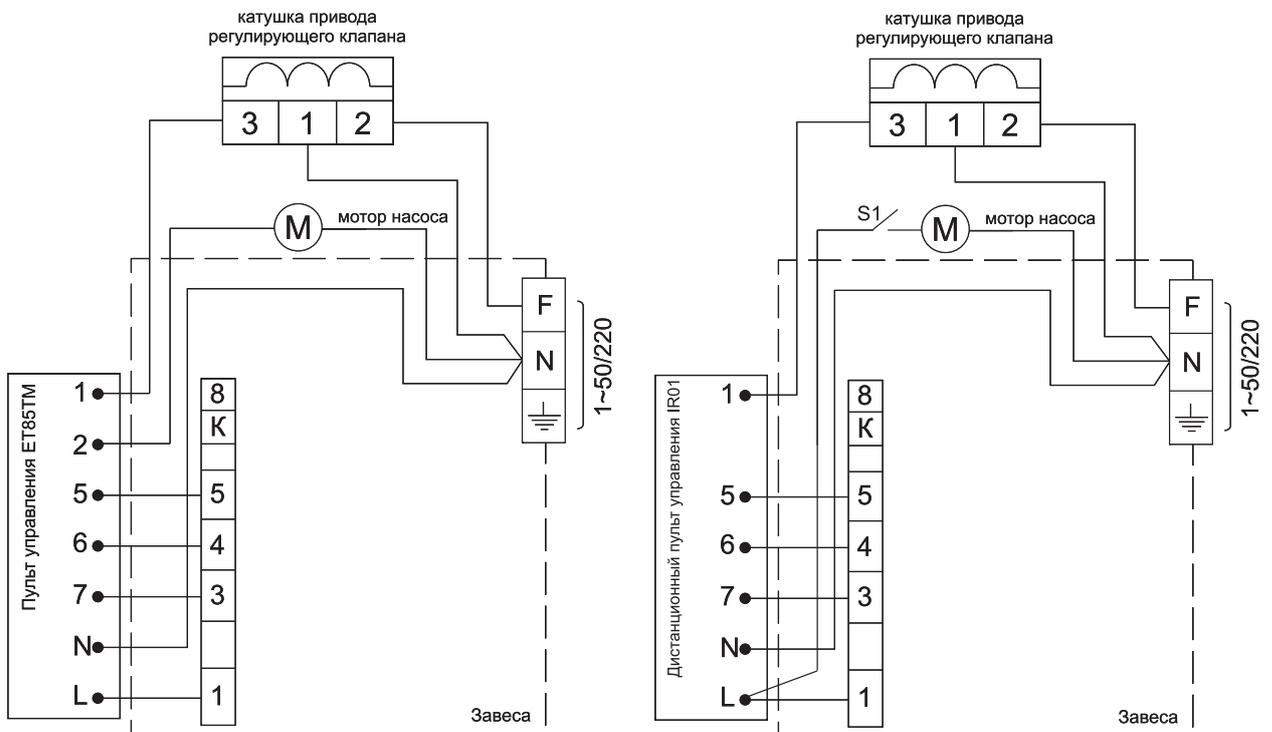 катушка привода
регулирующего клапана
3 1 2
M
мотор насоса
F
N
1~50/220
Пульт управления ET85TM
1
2
5
6
7
N
L
8
К
5
4
3
1
Завеса
катушка привода
регулирующего клапана
3 1 2
S1
M
мотор насоса
F
N
1~50/220
Дистанционный пульт управления IR01
1
5
6
7
N
L
8
К
5
4
3
1
Завеса